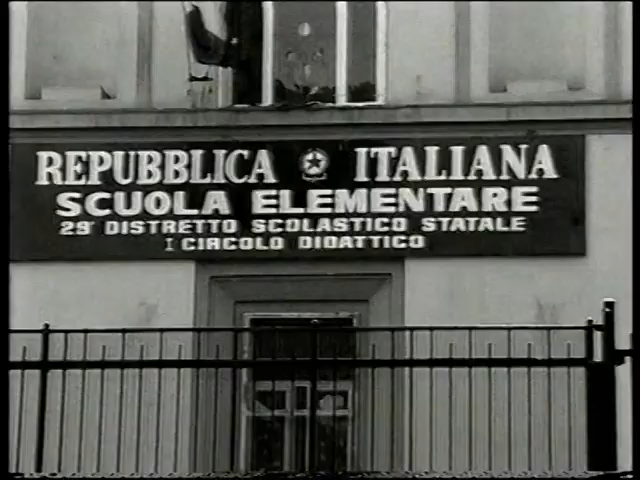 REPUBBLICA ITALIANA
SCUOLA ELEMENTARE
29° DISTRETTO SCOLASTICO STATALE
I CIRCOLO DIDATTICO